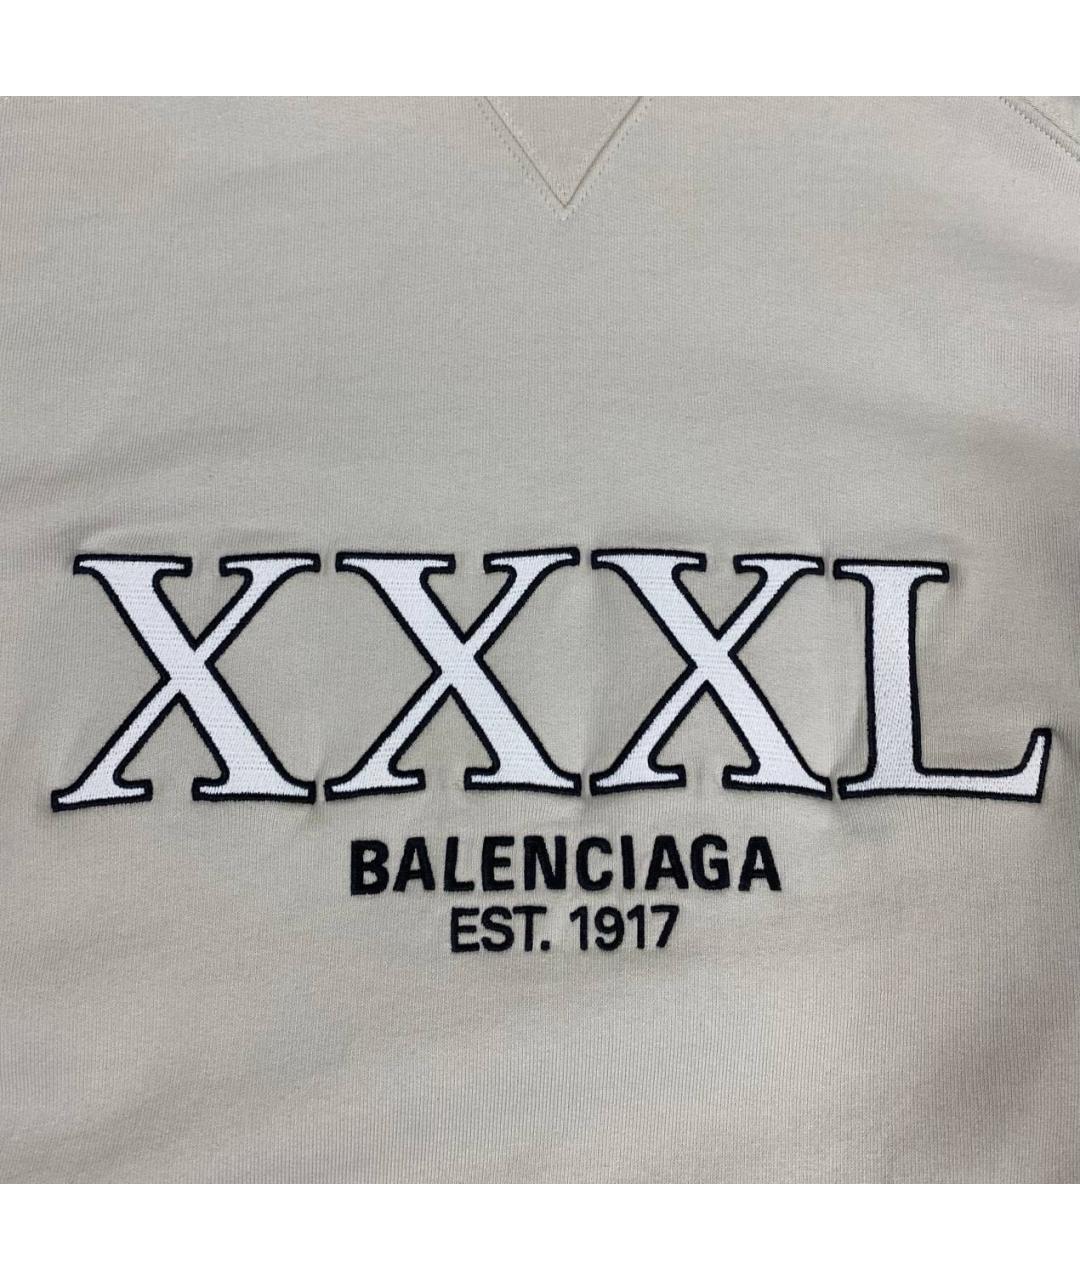 XXXL
BALENCIAGA
EST. 1917